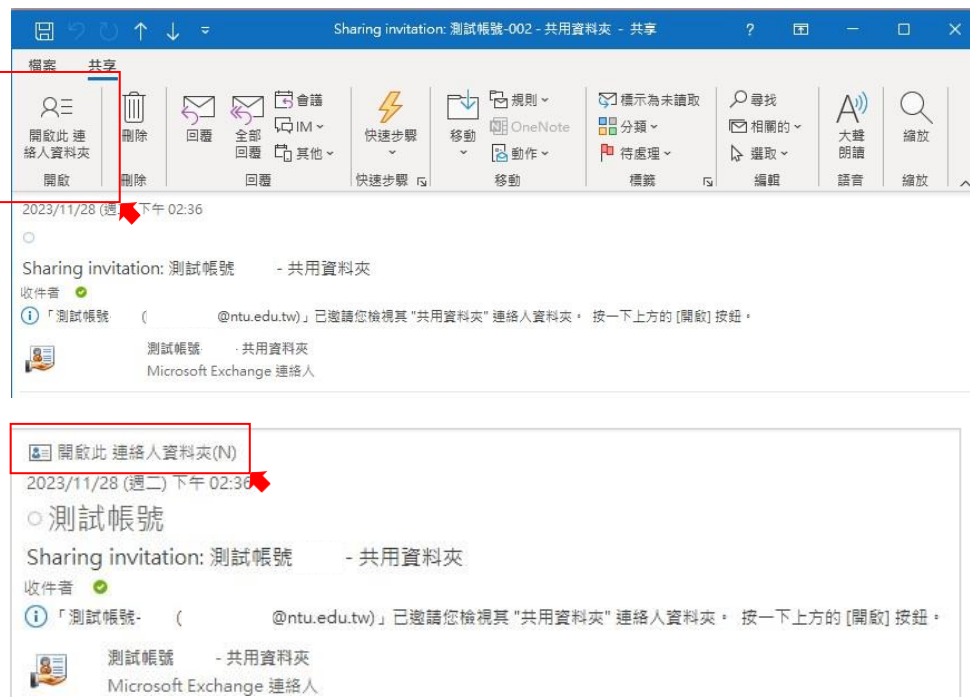 Sharing invitation: 測試帳號-002 - 共用資料夾 - 共享
檔案 共享
開啟此 連絡人資料夾
開啟
刪除
刪除
回覆
全部回覆
會議
IM
其他
回覆
快速步驟
快速步驟
移動
規則
OneNote
動作
移動
標示為未讀取
分類
待處理
標籤
尋找
相關的
選取
編輯
大聲朗讀
語音
縮放
縮放
2023/11/28 (週 下午 02:36
Sharing invitation: 測試帳號 - 共用資料夾
收件者
「測試帳號 ( @ntu.edu.tw)」已邀請您檢視其 "共用資料夾" 連絡人資料夾。 按一下上方的 [開啟] 按鈕。
測試帳號 - 共用資料夾
Microsoft Exchange 連絡人
開啟此 連絡人資料夾(N)
2023/11/28 (週二) 下午 02:36
測試帳號
Sharing invitation: 測試帳號 - 共用資料夾
收件者
「測試帳號- ( @ntu.edu.tw)」已邀請您檢視其 "共用資料夾" 連絡人資料夾。 按一下上方的 [開啟] 按鈕。
測試帳號 - 共用資料夾
Microsoft Exchange 連絡人